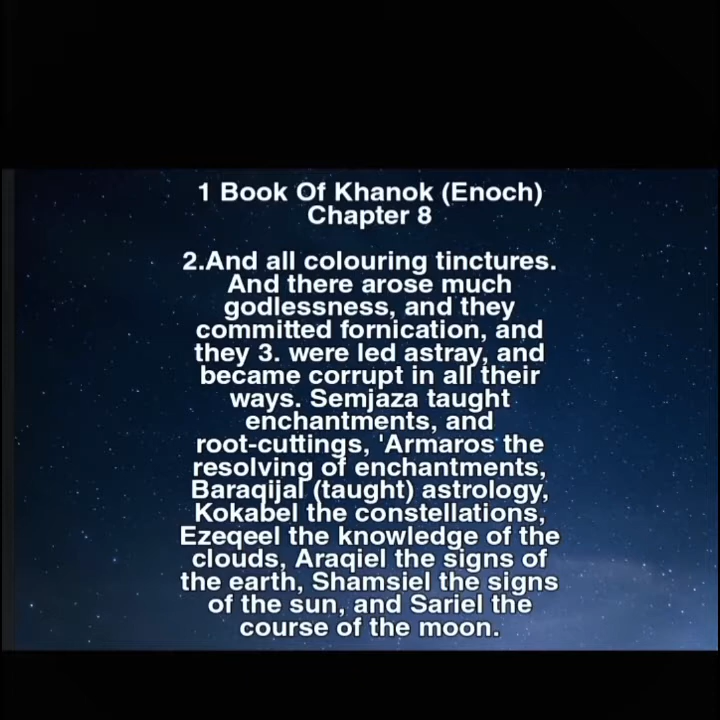 1 Book Of Khanok (Enoch)
Chapter 8
2.And all colouring tinctures.
And there arose much
godlessness, and they
committed fornication, and
they 3. were led astray, and
became corrupt in all their
ways. Semjaza taught
enchantments, and
root-cuttings, 'Armaros the
resolving of enchantments,
Baraqijal (taught) astrology,
Kokabel the constellations,
Ezeqeel the knowledge of the
clouds, Araqiel the signs of
the earth, Shamsiel the signs
of the sun, and Sariel the
course of the moon.